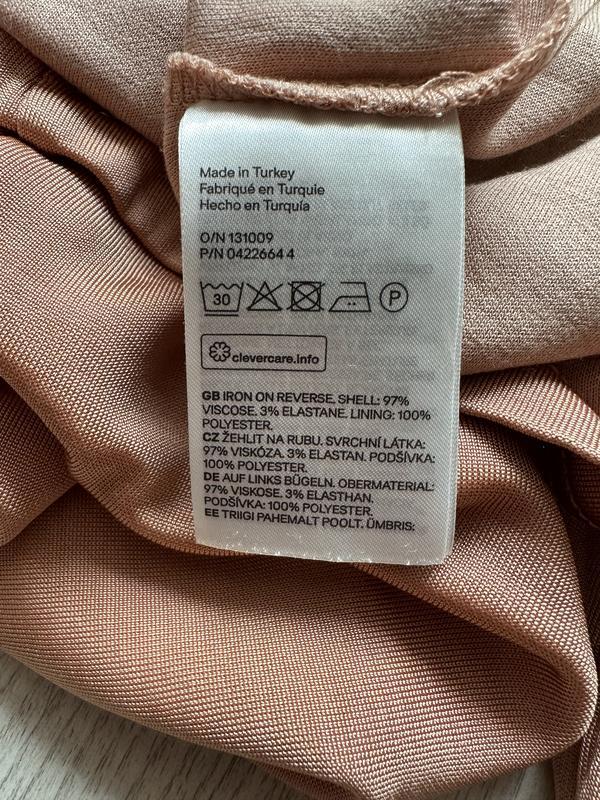 Made in Turkey
Fabriqué en Turquie
Hecho en Turquía
O/N 131009
P/N 0422664 4
30
P
clevercare.info
GB IRON ON REVERSE. SHELL: 97%
VISCOSE. 3% ELASTANE. LINING: 100%
POLYESTER.
CZ ŽEHLIT NA RUBU. SVRCHNÍ LÁTKA:
97% VISKÓZA. 3% ELASTAN. PODŠÍVKA:
100% POLYESTER.
DE AUF LINKS BÜGELN. OBERMATERIAL:
97% VISKOSE. 3% ELASTHAN.
PODŠÍVKA: 100% POLYESTER.
EE TRIIGI PAHEMALT POOLT. ÜMBRIS: